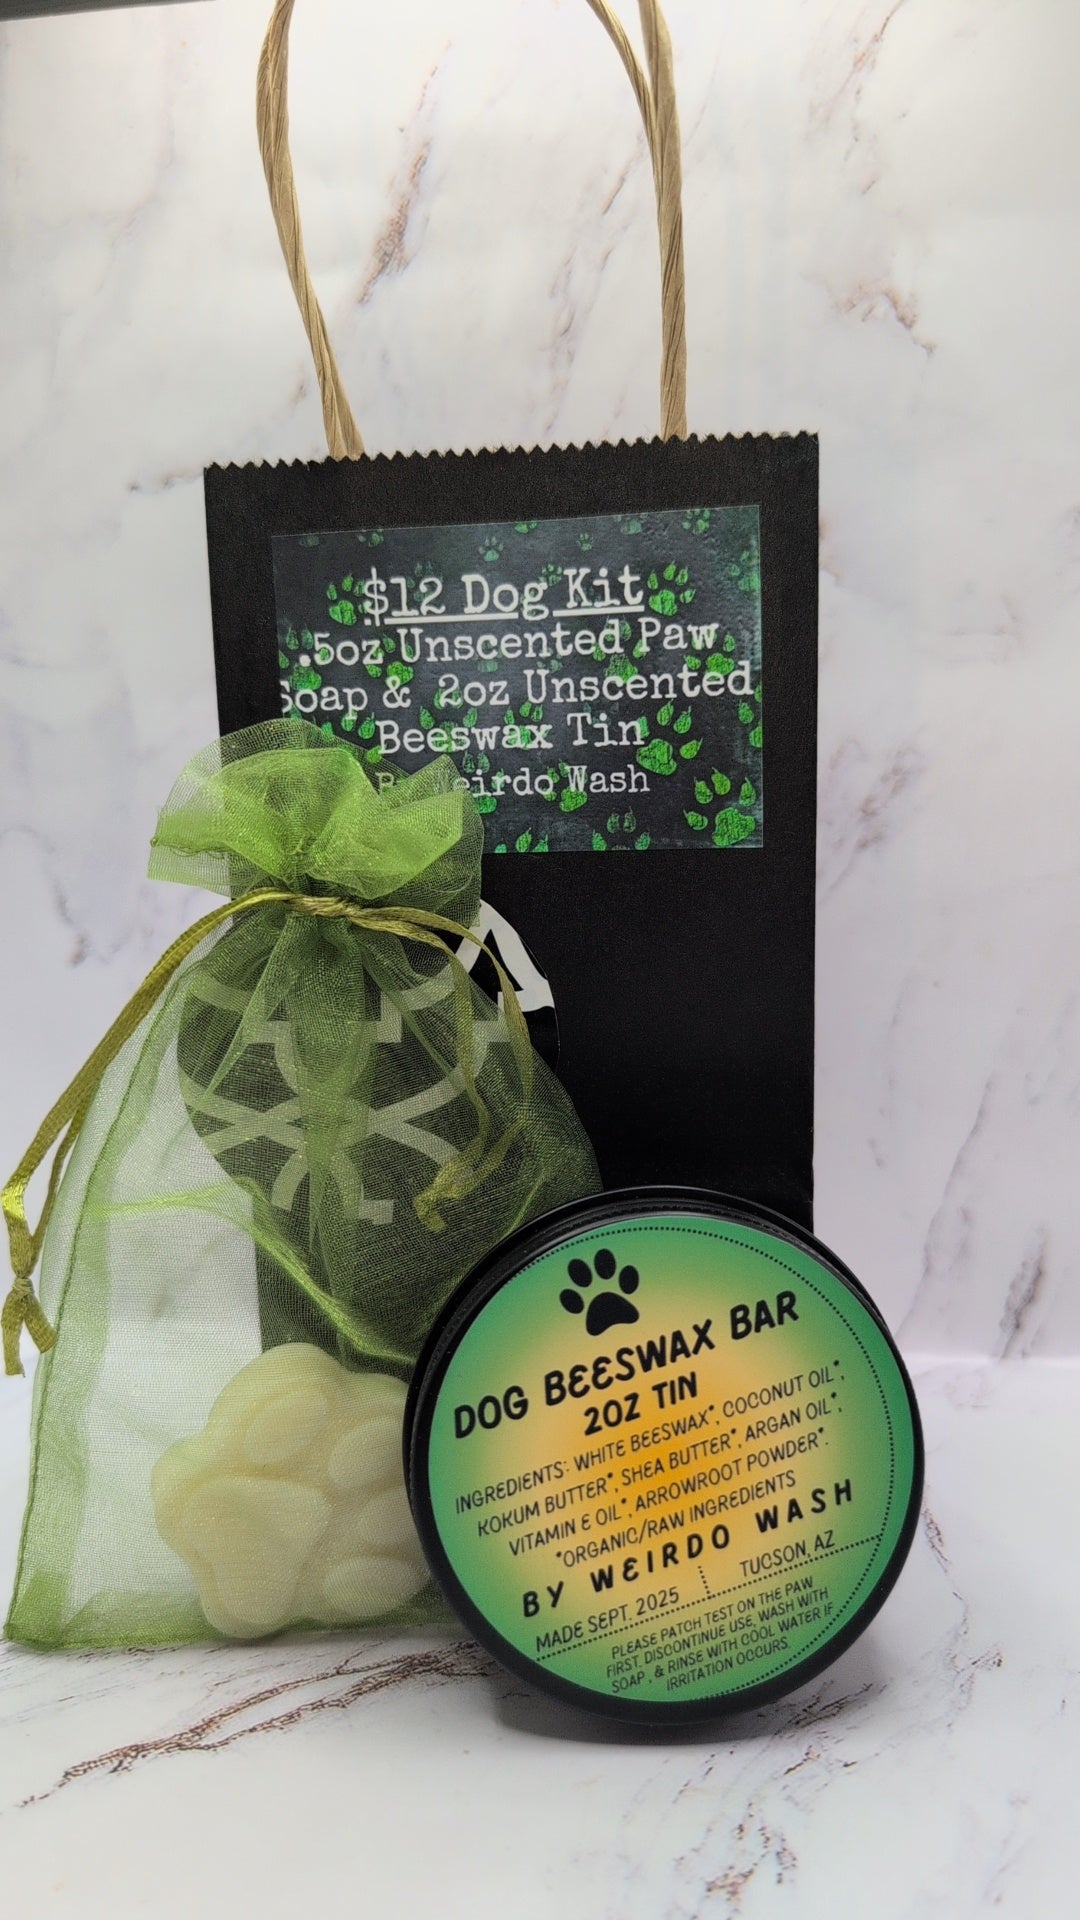 $12 Dog Kit
.5oz Unscented Paw
Soap & 2oz Unscented
Beeswax Tin
By Weirdo Wash
DOG BEESWAX BAR
2OZ TIN
INGREDIENTS: WHITE BEESWAX*, COCONUT OIL*,
KOKUM BUTTER*, SHEA BUTTER*, ARGAN OIL*,
VITAMIN E OIL*, ARROWROOT POWDER*.
*ORGANIC/RAW INGREDIENTS
BY WEIRDO WASH
MADE SEPT. 2025
TUCSON, AZ
PLEASE PATCH TEST ON THE PAW
FIRST, DISCONTINUE USE, WASH WITH
SOAP, & RINSE WITH COOL WATER IF
IRRITATION OCCURS.